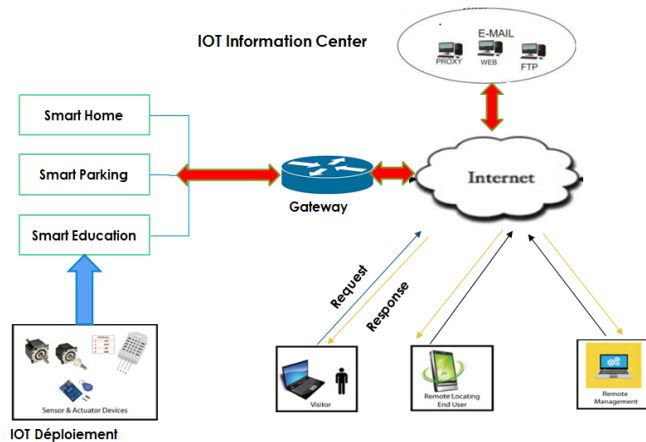 IOT Information Center
E-MAIL
PROXY
WEB
FTP
Smart Home
Smart Parking
Smart Education
Gateway
Internet
Request
Response
Sensor & Actuator Devices
Visitor
Remote Locating
End User
Remote
Management
IOT Déploiement